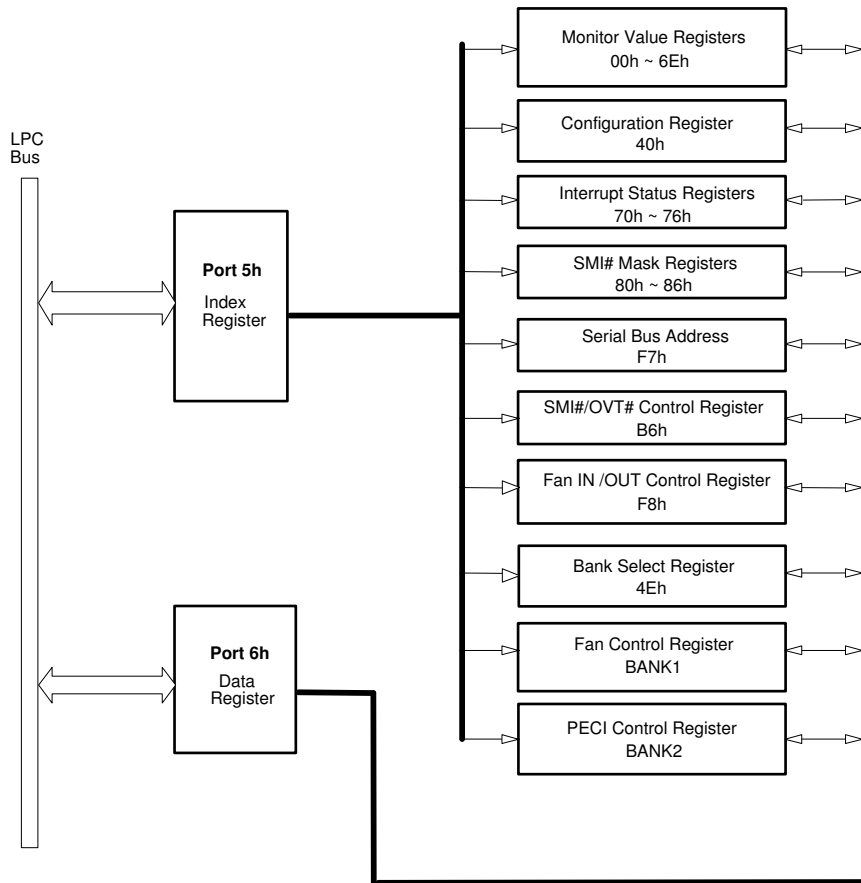 LPC
Bus
Port 5h
Index
Register
Port 6h
Data
Register
Monitor Value Registers
00h ~ 6Eh
Configuration Register
40h
Interrupt Status Registers
70h ~ 76h
SMI# Mask Registers
80h ~ 86h
Serial Bus Address
F7h
SMI#/OVT# Control Register
B6h
Fan IN /OUT Control Register
F8h
Bank Select Register
4Eh
Fan Control Register
BANK1
PECI Control Register
BANK2